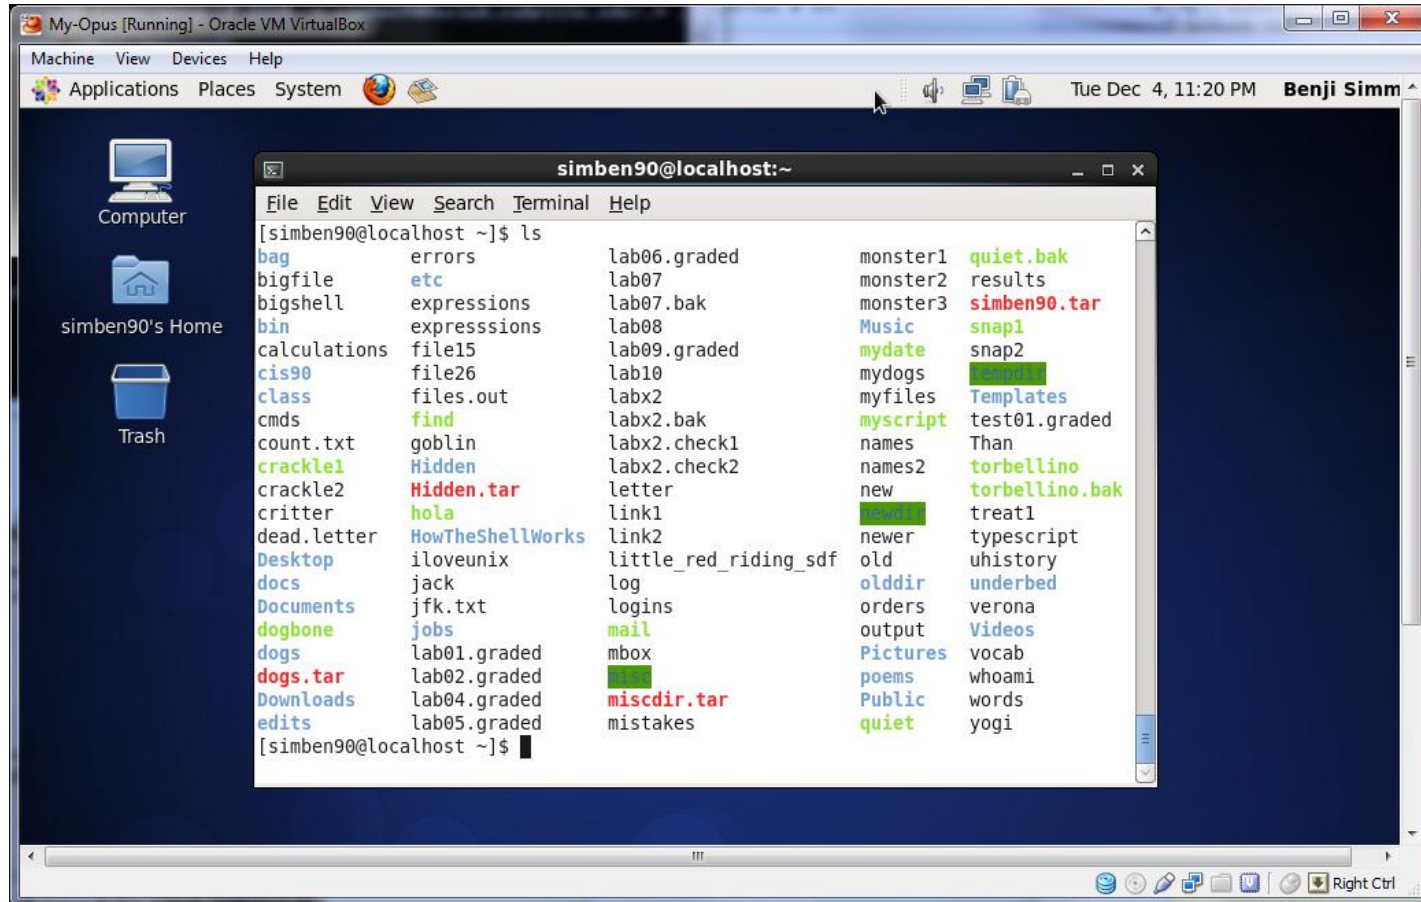 My-Opus [Running] - Oracle VM VirtualBox
Machine View Devices Help
Applications Places System Tue Dec 4, 11:20 PM Benji Simm
Computer
simben90's Home
Trash
simben90@localhost:~
File Edit View Search Terminal Help
[simben90@localhost ~]$ ls
bag errors lab06.graded monster1 quiet.bak
bigfile etc lab07 monster2 results
bigshell expressions lab07.bak monster3 simben90.tar
bin expresssions lab08 Music snap1
calculations file15 lab09.graded mydate snap2
cis90 file26 lab10 mydogs tempdir
class files.out labx2 myfiles Templates
cmds find labx2.bak myscript test01.graded
count.txt goblin labx2.check1 names Than
crackle1 Hidden labx2.check2 names2 torbellino
crackle2 Hidden.tar letter new torbellino.bak
critter hola link1 newdir treat1
dead.letter HowTheShellWorks link2 newer typescript
Desktop iloveunix little_red_riding_sdf old uhistory
docs jack log olddir underbed
Documents jfk.txt logins orders verona
dogbone jobs mail output Videos
dogs lab01.graded mbox Pictures vocab
dogs.tar lab02.graded misc poems whoami
Downloads lab04.graded miscdir.tar Public words
edits lab05.graded mistakes quiet yogi
[simben90@localhost ~]$
Right Ctrl